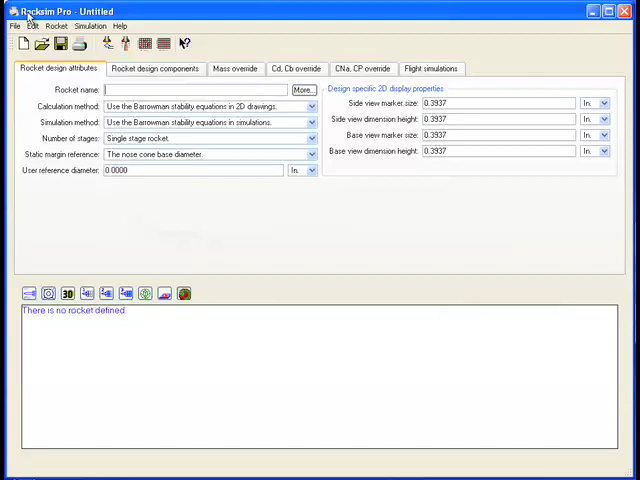 Rocksim Pro - Untitled
File Edit Rocket Simulation Help
Rocket design attributes Rocket design components Mass override Cd, Cb override CNa, CP override Flight simulations
Rocket name: More...
Calculation method: Use the Barrowman stability equations in 2D drawings.
Simulation method: Use the Barrowman stability equations in simulations.
Number of stages: Single stage rocket.
Static margin reference: The nose cone base diameter.
User reference diameter: 0.0000 In.
Design specific 2D display properties
Side view marker size: 0.3937 In.
Side view dimension height: 0.3937 In.
Base view marker size: 0.3937 In.
Base view dimension height: 0.3937 In.
3D
There is no rocket defined.